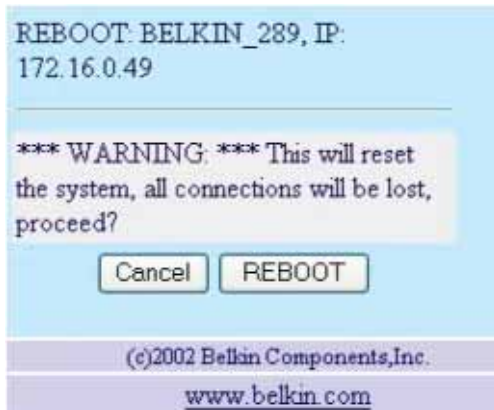 REBOOT: BELKIN_289, IP:
172.16.0.49
*** WARNING: *** This will reset
the system, all connections will be lost,
proceed?
Cancel REBOOT
(c)2002 Belkin Components,Inc.
www.belkin.com